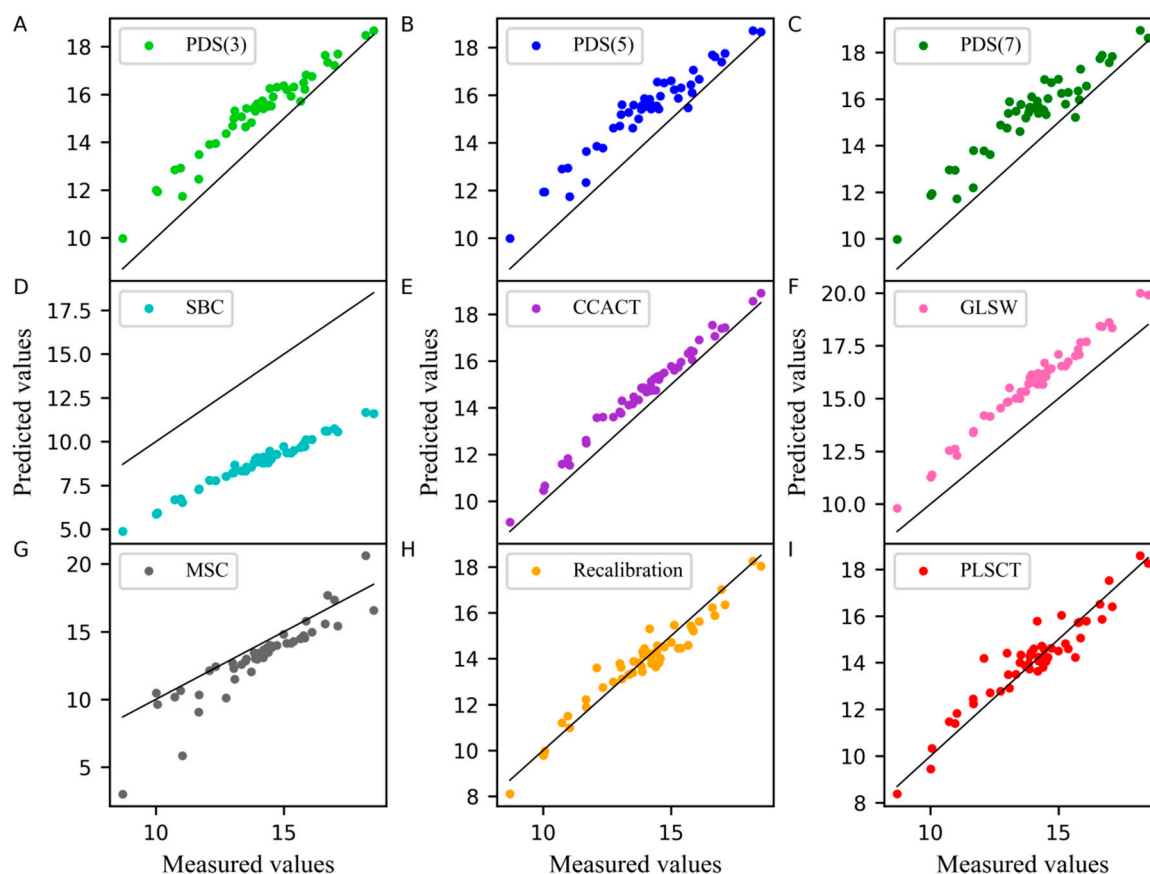 A
PDS(3)
18
16
14
12
10
B
PDS(5)
18
16
14
12
10
C
PDS(7)
18
16
14
12
10
D
SBC
17.5
15.0
12.5
10.0
7.5
5.0
Predicted values
E
CCACT
18
16
14
12
10
Predicted values
F
GLSW
20.0
17.5
15.0
12.5
10.0
Predicted values
G
MSC
20
15
10
5
10 15
Measured values
H
Recalibration
18
16
14
12
10
8
10 15
Measured values
I
PLSCT
18
16
14
12
10
8
10 15
Measured values